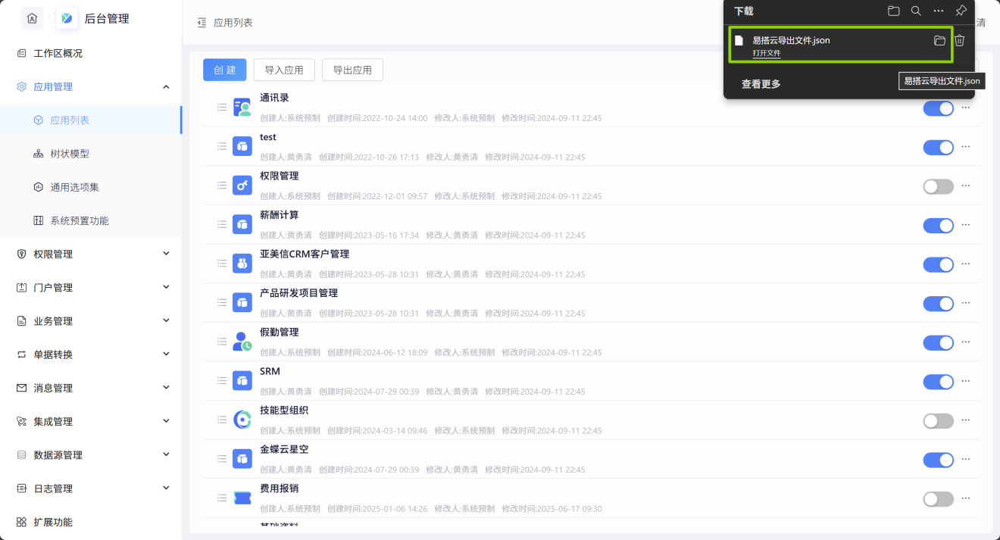 后台管理
工作区概况
应用管理
应用列表
树状模型
通用选项集
系统预置功能
权限管理
门户管理
业务管理
单据转换
消息管理
集成管理
数据源管理
日志管理
扩展功能
应用列表
清
下载
易搭云导出文件.json
打开文件
查看更多
易搭云导出文件.json
创 建
导入应用
导出应用
通讯录
创建人:系统预制 创建时间:2022-10-24 14:00 修改人:系统预制 修改时间:2024-09-11 22:45
test
创建人:黄勇清 创建时间:2022-10-26 17:13 修改人:黄勇清 修改时间:2024-09-11 22:45
权限管理
创建人:系统预制 创建时间:2022-12-01 09:57 修改人:系统预制 修改时间:2024-09-11 22:45
薪酬计算
创建人:黄勇清 创建时间:2023-05-16 17:34 修改人:黄勇清 修改时间:2024-09-11 22:45
亚美信CRM客户管理
创建人:黄勇清 创建时间:2023-05-28 10:31 修改人:黄勇清 修改时间:2024-09-11 22:45
产品研发项目管理
创建人:黄勇清 创建时间:2023-05-28 10:31 修改人:黄勇清 修改时间:2024-09-11 22:45
假勤管理
创建人:系统预制 创建时间:2024-06-12 18:09 修改人:系统预制 修改时间:2024-09-11 22:45
SRM
创建人:黄勇清 创建时间:2024-07-29 00:39 修改人:黄勇清 修改时间:2024-09-11 22:45
技能型组织
创建人:系统预制 创建时间:2024-03-14 09:46 修改人:系统预制 修改时间:2024-09-11 22:45
金蝶云星空
创建人:黄勇清 创建时间:2024-07-29 00:39 修改人:黄勇清 修改时间:2024-09-11 22:45
费用报销
创建人:系统预制 创建时间:2025-01-06 14:26 修改人:系统预制 修改时间:2025-06-17 09:30